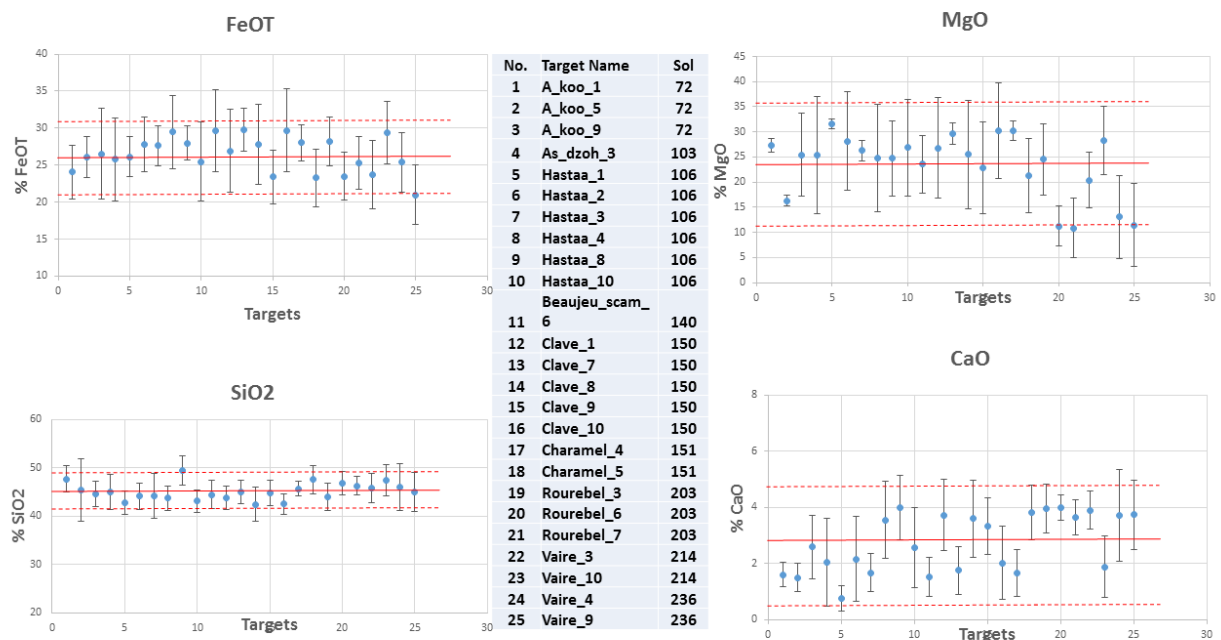 FeOT
40
35
30
25
20
15
10
% FeOT
0 5 10 15 20 25 30
Targets
SiO2
60
50
40
30
20
% SiO2
0 5 10 15 20 25 30
Targets
No. Target Name Sol
1 A_koo_1 72
2 A_koo_5 72
3 A_koo_9 72
4 As_dzoh_3 103
5 Hastaa_1 106
6 Hastaa_2 106
7 Hastaa_3 106
8 Hastaa_4 106
9 Hastaa_8 106
10 Hastaa_10 106
Beaujeu_scam_
11 6 140
12 Clave_1 150
13 Clave_7 150
14 Clave_8 150
15 Clave_9 150
16 Clave_10 150
17 Charamel_4 151
18 Charamel_5 151
19 Rourebel_3 203
20 Rourebel_6 203
21 Rourebel_7 203
22 Vaire_3 214
23 Vaire_10 214
24 Vaire_4 236
25 Vaire_9 236
MgO
45
40
35
30
25
20
15
10
5
0
% MgO
0 5 10 15 20 25 30
Targets
CaO
8
6
4
2
0
% CaO
0 5 10 15 20 25 30
Targets